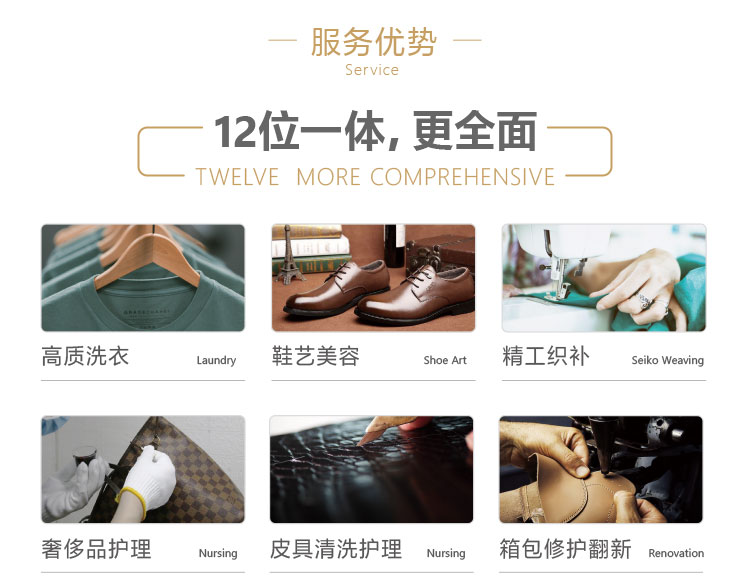 服务优势
Service
12位一体, 更全面
TWELVE MORE COMPREHENSIVE
高质洗衣 Laundry
鞋艺美容 Shoe Art
精工织补 Seiko Weaving
奢侈品护理 Nursing
皮具清洗护理 Nursing
箱包修护翻新 Renovation